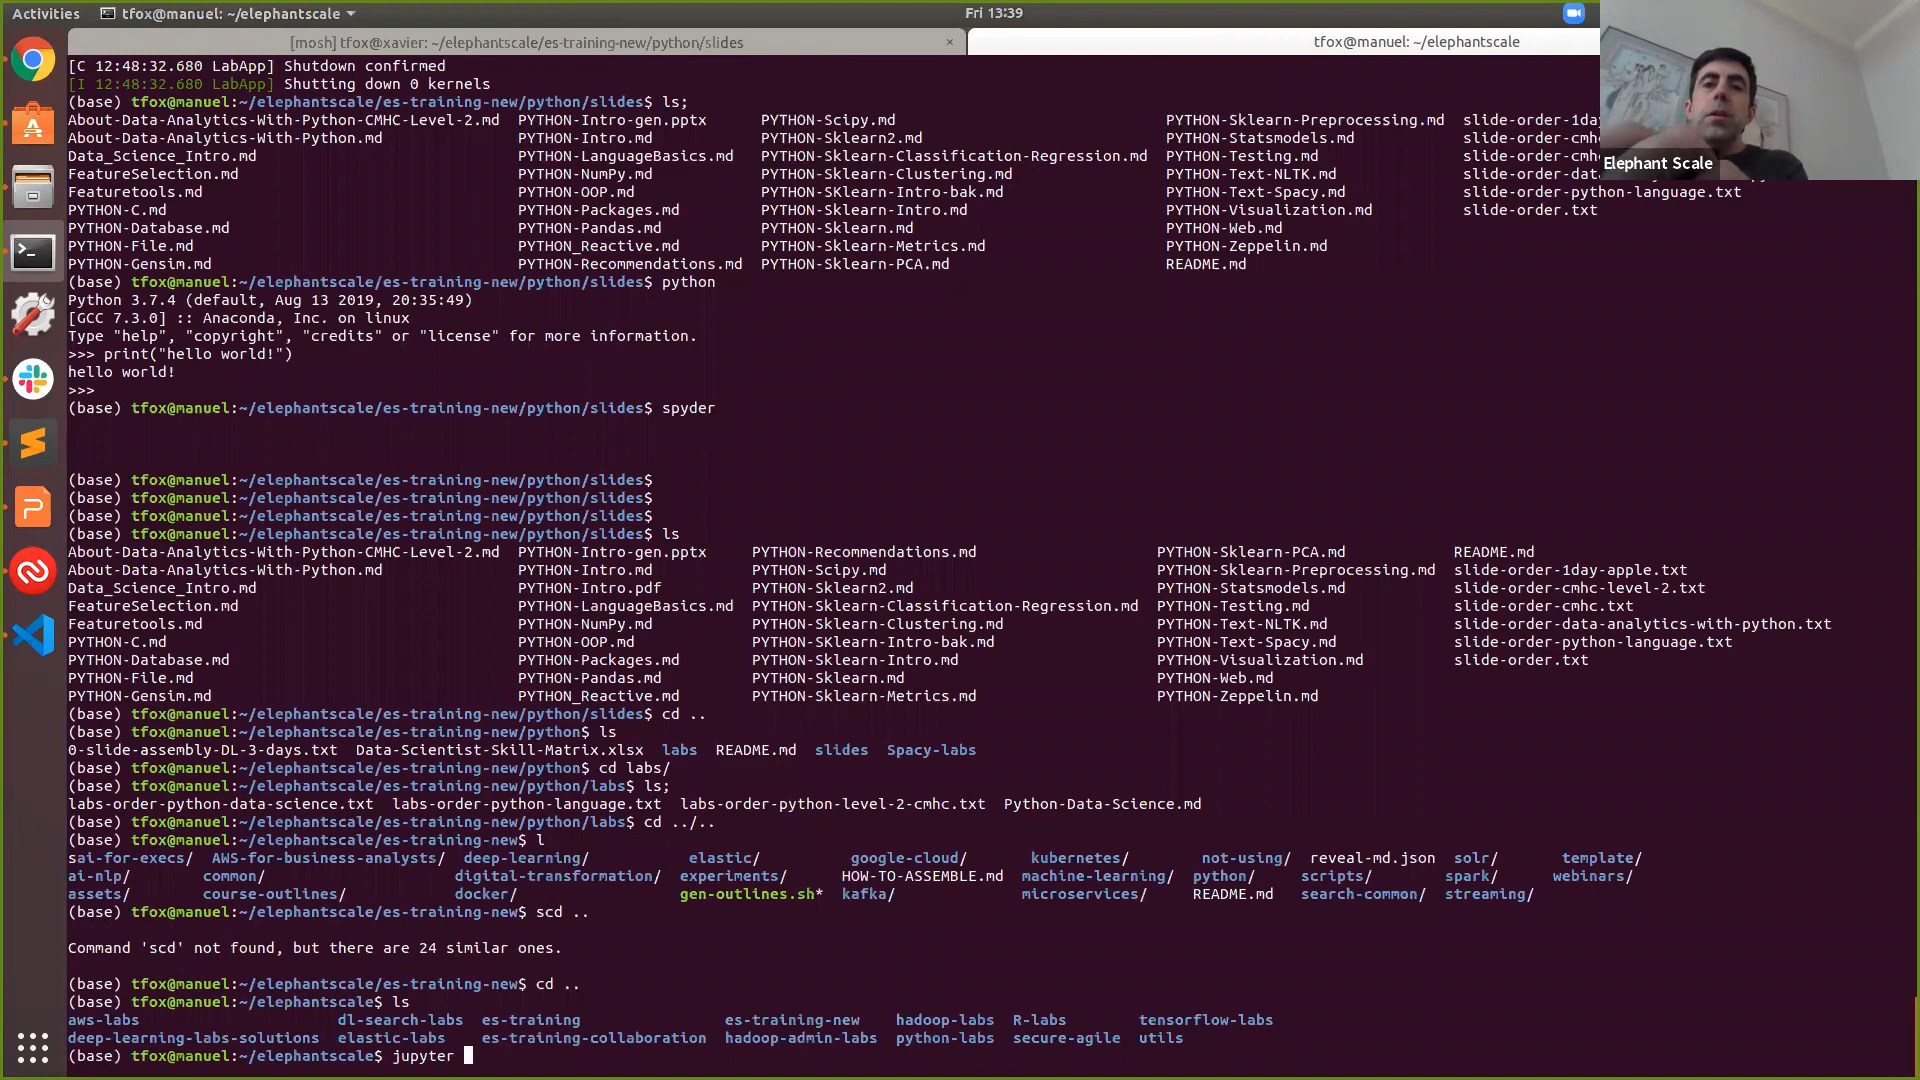 Activities tfox@manuel: ~/elephantscale Fri 13:39
[mosh] tfox@xavier: ~/elephantscale/es-training-new/python/slides × tfox@manuel: ~/elephantscale
[C 12:48:32.680 LabApp] Shutdown confirmed
[I 12:48:32.680 LabApp] Shutting down 0 kernels
(base) tfox@manuel:~/elephantscale/es-training-new/python/slides$ ls;
About-Data-Analytics-With-Python-CMHC-Level-2.md PYTHON-Intro-gen.pptx PYTHON-Scipy.md PYTHON-Sklearn-Preprocessing.md slide-order-1day
About-Data-Analytics-With-Python.md PYTHON-Intro.md PYTHON-Sklearn2.md PYTHON-Statsmodels.md slide-order-cmh
Data_Science_Intro.md PYTHON-LanguageBasics.md PYTHON-Sklearn-Classification-Regression.md PYTHON-Testing.md slide-order-cmh
Elephant Scale
FeatureSelection.md PYTHON-NumPy.md PYTHON-Sklearn-Clustering.md PYTHON-Text-NLTK.md slide-order-dat
Featuretools.md PYTHON-OOP.md PYTHON-Sklearn-Intro-bak.md PYTHON-Text-Spacy.md slide-order-python-language.txt
PYTHON-C.md PYTHON-Packages.md PYTHON-Sklearn-Intro.md PYTHON-Visualization.md slide-order.txt
PYTHON-Database.md PYTHON-Pandas.md PYTHON-Sklearn.md PYTHON-Web.md
PYTHON-File.md PYTHON_Reactive.md PYTHON-Sklearn-Metrics.md PYTHON-Zeppelin.md
PYTHON-Gensim.md PYTHON-Recommendations.md PYTHON-Sklearn-PCA.md README.md
(base) tfox@manuel:~/elephantscale/es-training-new/python/slides$ python
Python 3.7.4 (default, Aug 13 2019, 20:35:49)
[GCC 7.3.0] :: Anaconda, Inc. on linux
Type "help", "copyright", "credits" or "license" for more information.
>>> print("hello world!")
hello world!
>>>
(base) tfox@manuel:~/elephantscale/es-training-new/python/slides$ spyder
(base) tfox@manuel:~/elephantscale/es-training-new/python/slides$
(base) tfox@manuel:~/elephantscale/es-training-new/python/slides$
(base) tfox@manuel:~/elephantscale/es-training-new/python/slides$
(base) tfox@manuel:~/elephantscale/es-training-new/python/slides$ ls
About-Data-Analytics-With-Python-CMHC-Level-2.md PYTHON-Intro-gen.pptx PYTHON-Recommendations.md PYTHON-Sklearn-PCA.md README.md
About-Data-Analytics-With-Python.md PYTHON-Intro.md PYTHON-Scipy.md PYTHON-Sklearn-Preprocessing.md slide-order-1day-apple.txt
Data_Science_Intro.md PYTHON-Intro.pdf PYTHON-Sklearn2.md PYTHON-Statsmodels.md slide-order-cmhc-level-2.txt
FeatureSelection.md PYTHON-LanguageBasics.md PYTHON-Sklearn-Classification-Regression.md PYTHON-Testing.md slide-order-cmhc.txt
Featuretools.md PYTHON-NumPy.md PYTHON-Sklearn-Clustering.md PYTHON-Text-NLTK.md slide-order-data-analytics-with-python.txt
PYTHON-C.md PYTHON-OOP.md PYTHON-SKlearn-Intro-bak.md PYTHON-Text-Spacy.md slide-order-python-language.txt
PYTHON-Database.md PYTHON-Packages.md PYTHON-Sklearn-Intro.md PYTHON-Visualization.md slide-order.txt
PYTHON-File.md PYTHON-Pandas.md PYTHON-Sklearn.md PYTHON-Web.md
PYTHON-Gensim.md PYTHON_Reactive.md PYTHON-Sklearn-Metrics.md PYTHON-Zeppelin.md
(base) tfox@manuel:~/elephantscale/es-training-new/python/slides$ cd ..
(base) tfox@manuel:~/elephantscale/es-training-new/python$ ls
0-slide-assembly-DL-3-days.txt Data-Scientist-Skill-Matrix.xlsx labs README.md slides Spacy-labs
(base) tfox@manuel:~/elephantscale/es-training-new/python$ cd labs/
(base) tfox@manuel:~/elephantscale/es-training-new/python/labs$ ls;
labs-order-python-data-science.txt labs-order-python-language.txt labs-order-python-level-2-cmhc.txt Python-Data-Science.md
(base) tfox@manuel:~/elephantscale/es-training-new/python/labs$ cd ../..
(base) tfox@manuel:~/elephantscale/es-training-new$ l
sai-for-execs/ AWS-for-business-analysts/ deep-learning/ elastic/ google-cloud/ kubernetes/ not-using/ reveal-md.json solr/ template/
ai-nlp/ common/ digital-transformation/ experiments/ HOW-TO-ASSEMBLE.md machine-learning/ python/ scripts/ spark/ webinars/
assets/ course-outlines/ docker/ gen-outlines.sh* kafka/ microservices/ README.md search-common/ streaming/
(base) tfox@manuel:~/elephantscale/es-training-new$ scd ..
Command 'scd' not found, but there are 24 similar ones.
(base) tfox@manuel:~/elephantscale/es-training-new$ cd ..
(base) tfox@manuel:~/elephantscale$ ls
aws-labs dl-search-labs es-training es-training-new hadoop-labs R-labs tensorflow-labs
deep-learning-labs-solutions elastic-labs es-training-collaboration hadoop-admin-labs python-labs secure-agile utils
(base) tfox@manuel:~/elephantscale$ jupyter